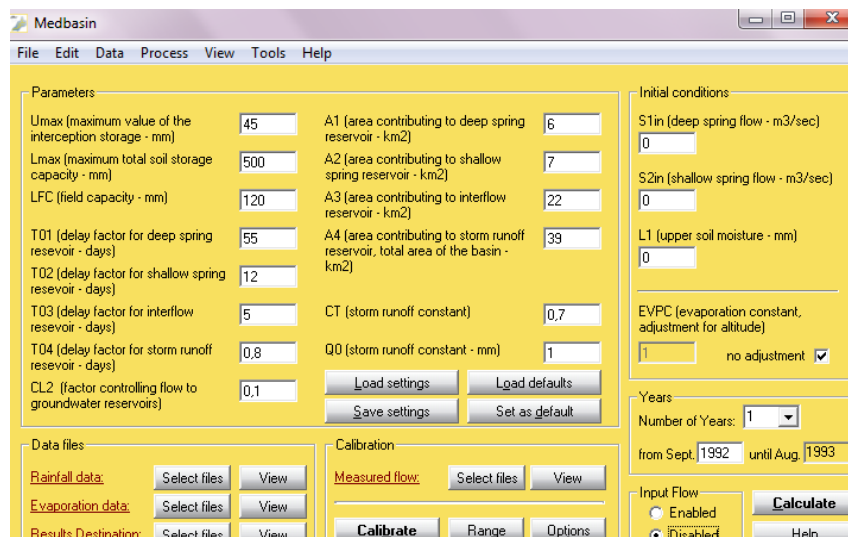 Medbasin
File Edit Data Process View Tools Help
Parameters
Umax (maximum value of the
interception storage - mm)
45
Lmax (maximum total soil storage
capacity - mm)
500
LFC (field capacity - mm)
120
T01 (delay factor for deep spring
resevoir - days)
55
T02 (delay factor for shallow spring
resevoir - days)
12
T03 (delay factor for interflow
resevoir - days)
5
T04 (delay factor for storm runoff
resevoir - days)
0,8
CL2 (factor controlling flow to
groundwater reservoirs)
0,1
A1 (area contributing to deep spring
reservoir - km2)
6
A2 (area contributing to shallow
spring reservoir - km2)
7
A3 (area contributing to interflow
reservoir - km2)
22
A4 (area contributing to storm runoff
reservoir, total area of the basin -
km2)
39
CT (storm runoff constant)
0,7
Q0 (storm runoff constant - mm)
1
Load settings Load defaults
Save settings Set as default
Initial conditions
S1in (deep spring flow - m3/sec)
0
S2in (shallow spring flow - m3/sec)
0
L1 (upper soil moisture - mm)
0
EVPC (evaporation constant,
adjustment for altitude)
1 no adjustment
Years
Number of Years: 1
from Sept. 1992 until Aug. 1993
Data files
Rainfall data: Select files View
Evaporation data: Select files View
Results Destination: Select files View
Calibration
Measured flow: Select files View
Calibrate Range Options
Input Flow
Enabled
Disabled
Calculate
Help